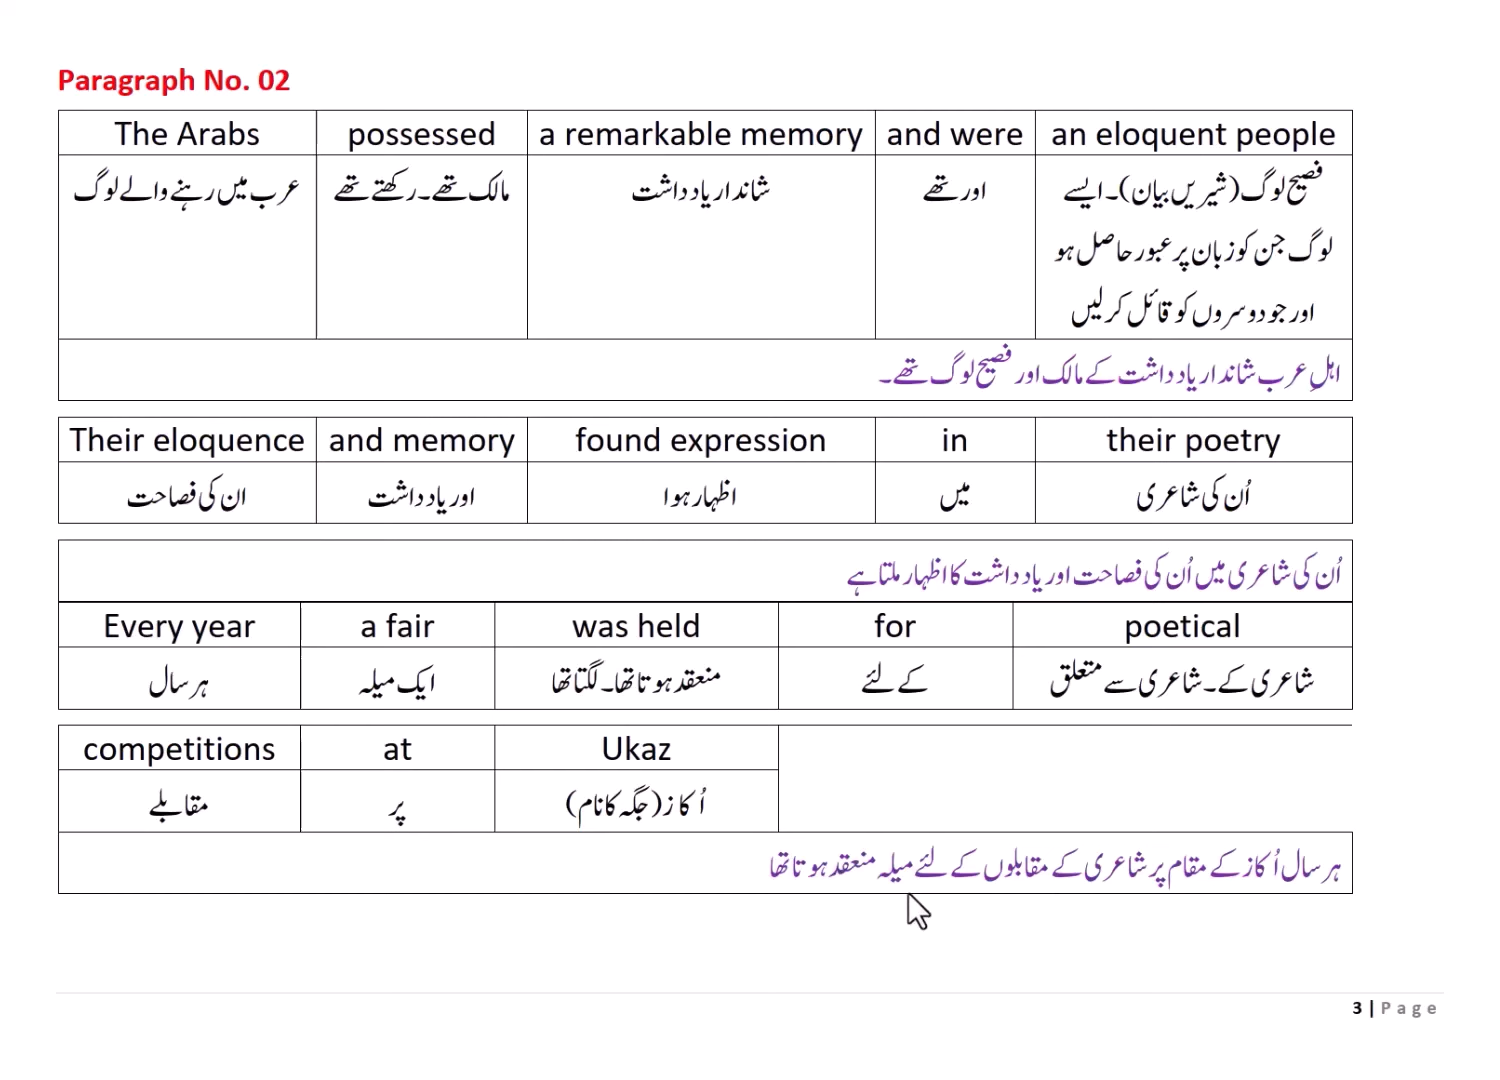 Paragraph No. 02
The Arabs possessed a remarkable memory and were an eloquent people
عرب میں رہنے والے لوگ مالک تھے۔رکھتے تھے شاندار یادداشت اور تھے فصیح لوگ (شیریں بیان)۔ایسے
لوگ جن کو زبان پر عبور حاصل ہو
اور جو دوسروں کو قائل کر لیں
اہلِ عرب شاندار یادداشت کے مالک اور فصیح لوگ تھے۔
Their eloquence and memory found expression in their poetry
ان کی فصاحت اور یادداشت اظہار ہوا میں اُن کی شاعری
اُن کی شاعری میں اُن کی فصاحت اور یادداشت کا اظہار ملتا ہے
Every year a fair was held for poetical
ہر سال ایک میلہ منعقد ہوتا تھا۔لگتا تھا کے لئے شاعری کے۔شاعری سے متعلق
competitions at Ukaz
مقابلے پر اُکاز(جگہ کا نام)
ہر سال اُکاز کے مقام پر شاعری کے مقابلوں کے لئے میلہ منعقد ہوتا تھا
3 | Page